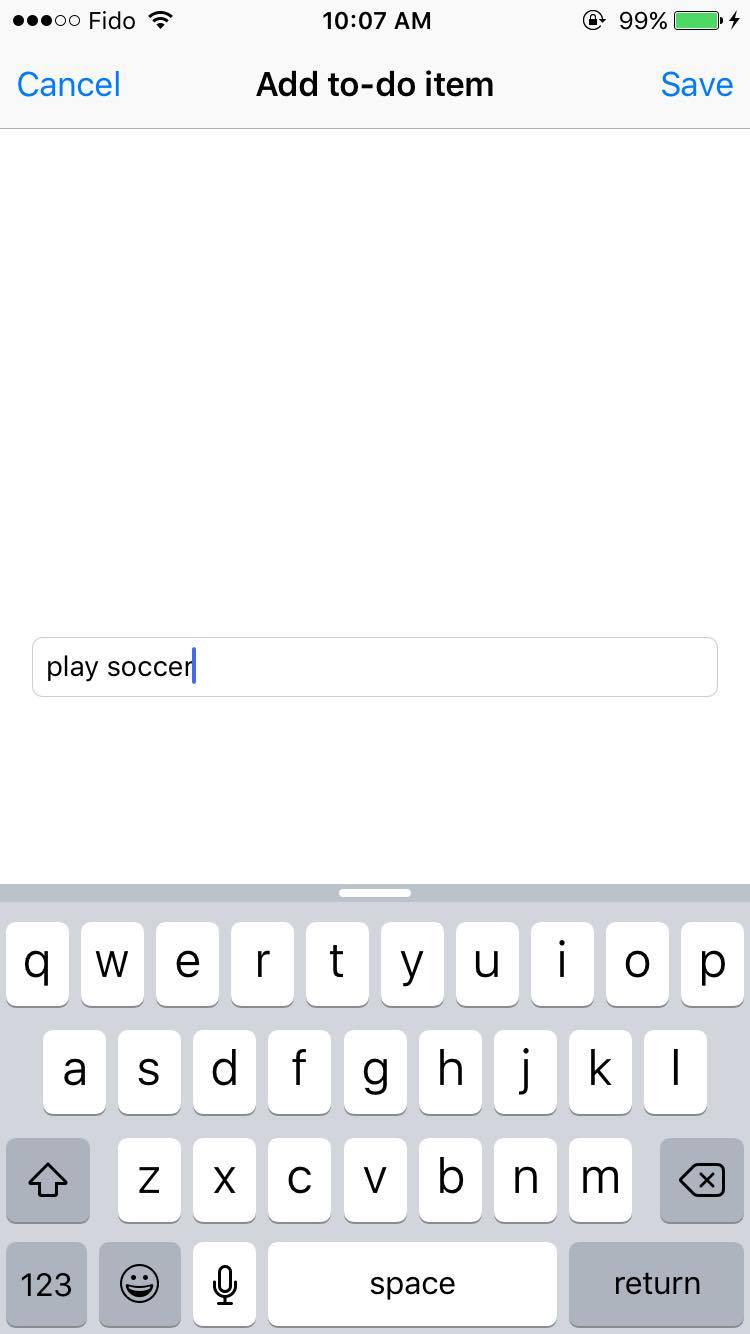 Fido 10:07 AM 99%
Cancel Add to-do item Save
play soccer
q w e r t y u i o p
a s d f g h j k l
z x c v b n m
123 space return